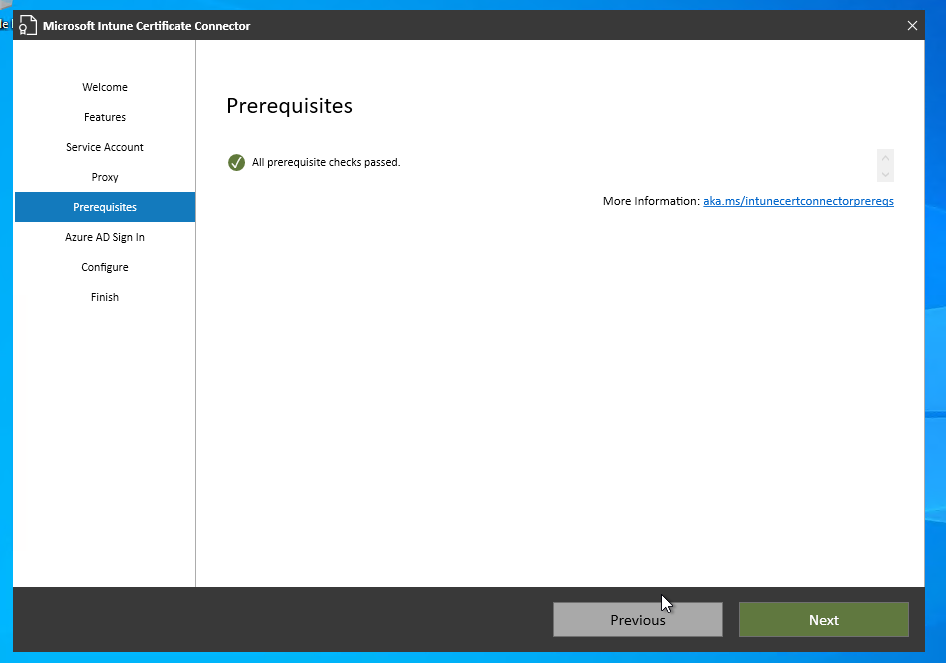 Microsoft Intune Certificate Connector
Welcome
Features
Service Account
Proxy
Prerequisites
Azure AD Sign In
Configure
Finish
Prerequisites
All prerequisite checks passed.
More Information: aka.ms/intunecertconnectorprereqs
Previous
Next